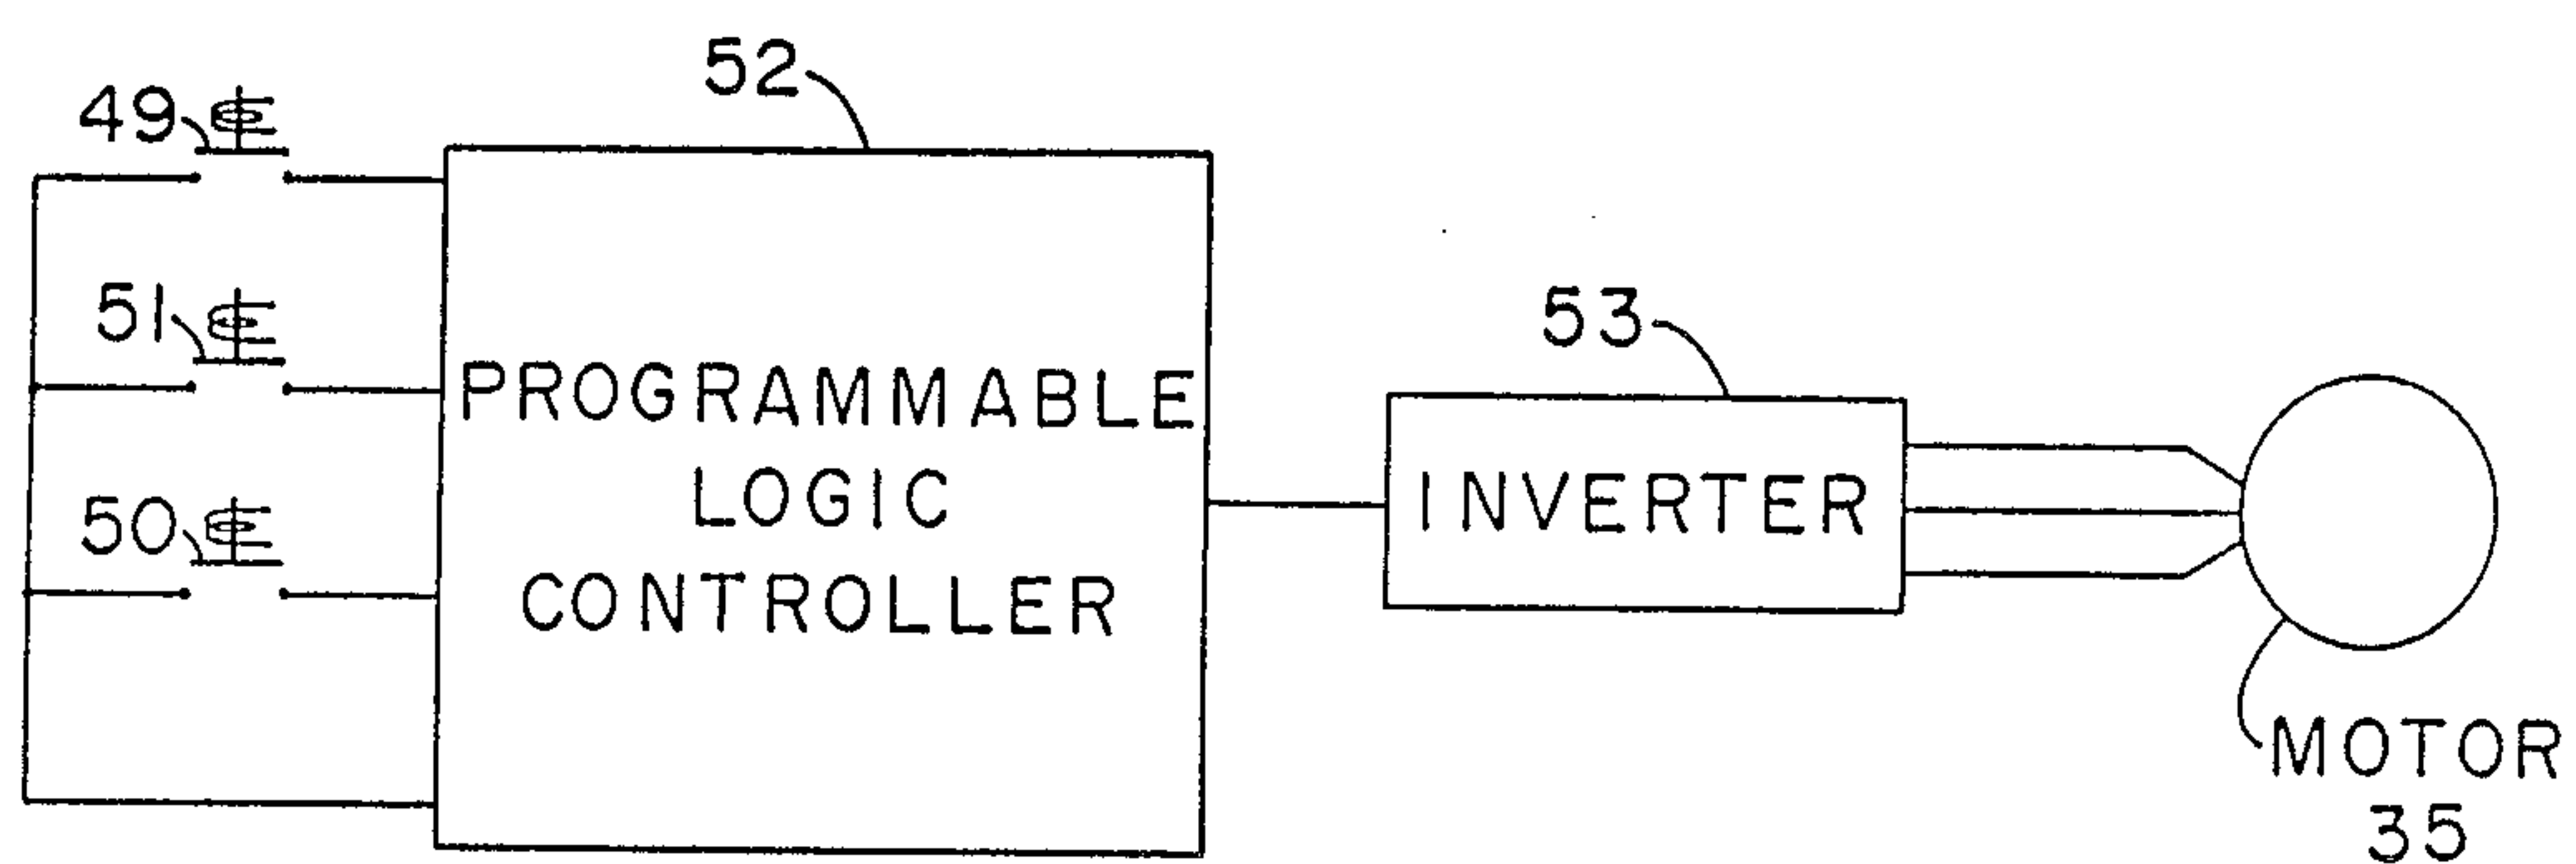 52
49
51
50
PROGRAMMABLE
LOGIC
CONTROLLER
53
INVERTER
MOTOR
35